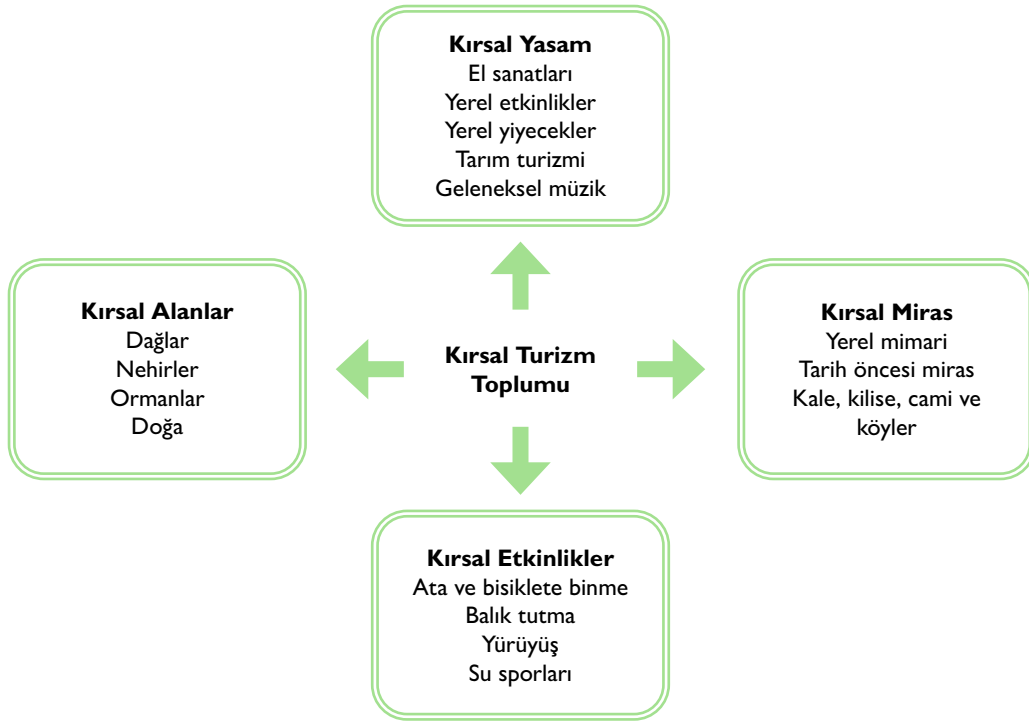 Kırsal Yasam
El sanatları
Yerel etkinlikler
Yerel yiyecekler
Tarım turizmi
Geleneksel müzik
Kırsal Alanlar
Dağlar
Nehirler
Ormanlar
Doğa
Kırsal Turizm
Toplumu
Kırsal Miras
Yerel mimari
Tarih öncesi miras
Kale, kilise, cami ve
köyler
Kırsal Etkinlikler
Ata ve bisiklete binme
Balık tutma
Yürüyüş
Su sporları